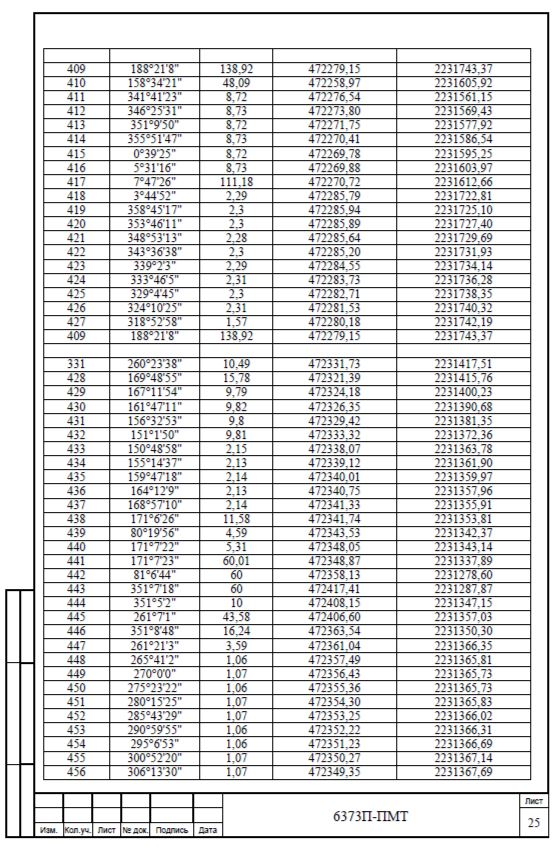 409 188°21'8" 138,92 472279,15 2231743,37
410 158°34'21" 48,09 472258,97 2231605,92
411 341°41'23" 8,72 472276,54 2231561,15
412 346°25'31" 8,73 472273,80 2231569,43
413 351°9'50" 8,72 472271,75 2231577,92
414 355°51'47" 8,73 472270,41 2231586,54
415 0°39'25" 8,72 472269,78 2231595,25
416 5°31'16" 8,73 472269,88 2231603,97
417 7°47'26" 111,18 472270,72 2231612,66
418 3°44'52" 2,29 472285,79 2231722,81
419 358°45'17" 2,3 472285,94 2231725,10
420 353°46'11" 2,3 472285,89 2231727,40
421 348°53'13" 2,28 472285,64 2231729,69
422 343°36'38" 2,3 472285,20 2231731,93
423 339°2'3" 2,29 472284,55 2231734,14
424 333°46'5" 2,31 472283,73 2231736,28
425 329°4'45" 2,3 472282,71 2231738,35
426 324°10'25" 2,31 472281,53 2231740,32
427 318°52'58" 1,57 472280,18 2231742,19
409 188°21'8" 138,92 472279,15 2231743,37
331 260°23'38" 10,49 472331,73 2231417,51
428 169°48'55" 15,78 472321,39 2231415,76
429 167°11'54" 9,79 472324,18 2231400,23
430 161°47'11" 9,82 472326,35 2231390,68
431 156°32'53" 9,8 472329,42 2231381,35
432 151°1'50" 9,81 472333,32 2231372,36
433 150°48'58" 2,15 472338,07 2231363,78
434 155°14'37" 2,13 472339,12 2231361,90
435 159°47'18" 2,14 472340,01 2231359,97
436 164°12'9" 2,13 472340,75 2231357,96
437 168°57'10" 2,14 472341,33 2231355,91
438 171°6'26" 11,58 472341,74 2231353,81
439 80°19'56" 4,59 472343,53 2231342,37
440 171°7'22" 5,31 472348,05 2231343,14
441 171°7'23" 60,01 472348,87 2231337,89
442 81°6'44" 60 472358,13 2231278,60
443 351°7'18" 60 472417,41 2231287,87
444 351°5'2" 10 472408,15 2231347,15
445 261°7'1" 43,58 472406,60 2231357,03
446 351°8'48" 16,24 472363,54 2231350,30
447 261°21'3" 3,59 472361,04 2231366,35
448 265°41'2" 1,06 472357,49 2231365,81
449 270°0'0" 1,07 472356,43 2231365,73
450 275°23'22" 1,06 472355,36 2231365,73
451 280°15'25" 1,07 472354,30 2231365,83
452 285°43'29" 1,07 472353,25 2231366,02
453 290°59'55" 1,06 472352,22 2231366,31
454 295°6'53" 1,06 472351,23 2231366,69
455 300°52'20" 1,07 472350,27 2231367,14
456 306°13'30" 1,07 472349,35 2231367,69
6373П-ПМТ
Лист
25
Изм. Кол.уч. Лист № док. Подпись Дата